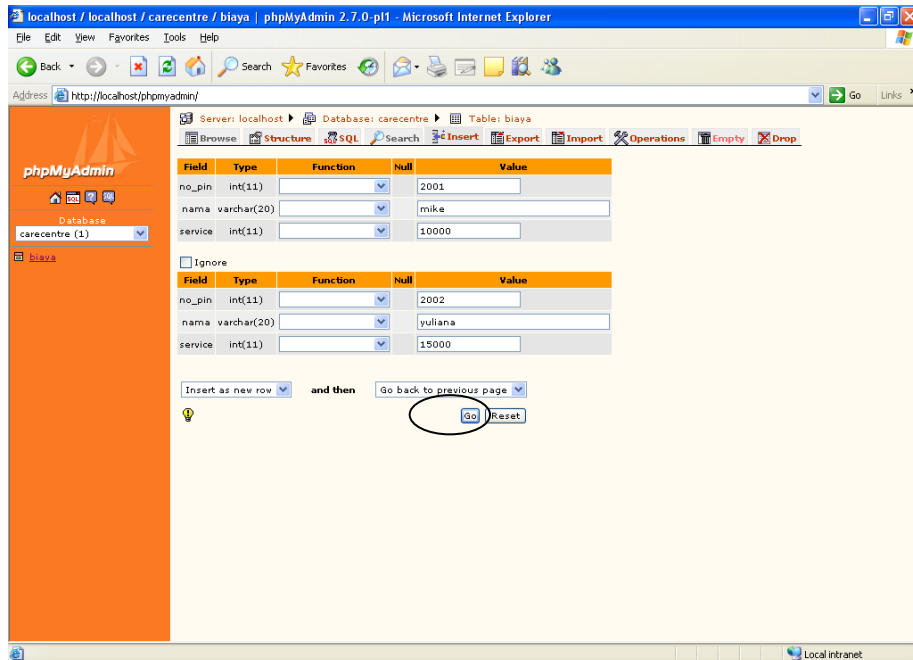 localhost / localhost / carecentre / biaya | phpMyAdmin 2.7.0-pl1 - Microsoft Internet Explorer
File Edit View Favorites Tools Help
Back Search Favorites
Address http://localhost/phpmyadmin/ Go Links
phpMyAdmin
Database
carecentre (1)
biaya
Server: localhost Database: carecentre Table: biaya
Browse Structure SQL Search Insert Export Import Operations Empty Drop
Field Type Function Null Value
no_pin int(11) 2001
nama varchar(20) mike
service int(11) 10000
Ignore
Field Type Function Null Value
no_pin int(11) 2002
nama varchar(20) yuliana
service int(11) 15000
Insert as new row and then Go back to previous page
Go Reset
Local intranet